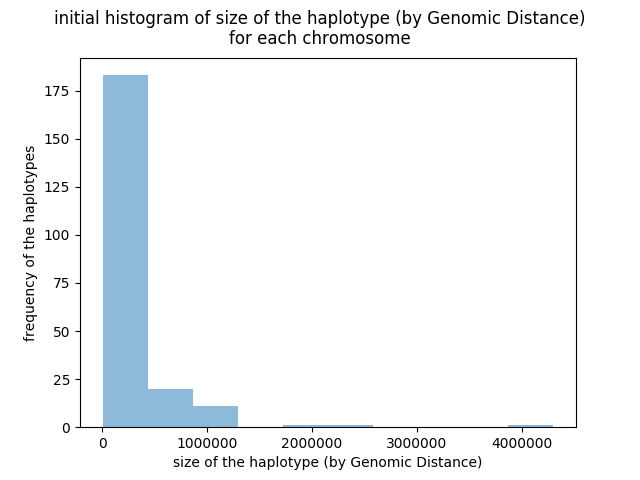 initial histogram of size of the haplotype (by Genomic Distance)
for each chromosome
175
150
125
100
75
50
25
0
frequency of the haplotypes
0 1000000 2000000 3000000 4000000
size of the haplotype (by Genomic Distance)